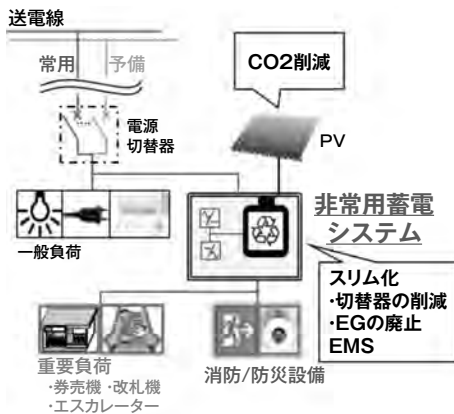 送電線
常用
予備
CO2削減
電源
切替器
PV
一般負荷
非常用蓄電
システム
スリム化
・切替器の削減
・EGの廃止
EMS
重要負荷
・券売機 ・改札機
・エスカレーター
消防/防災設備